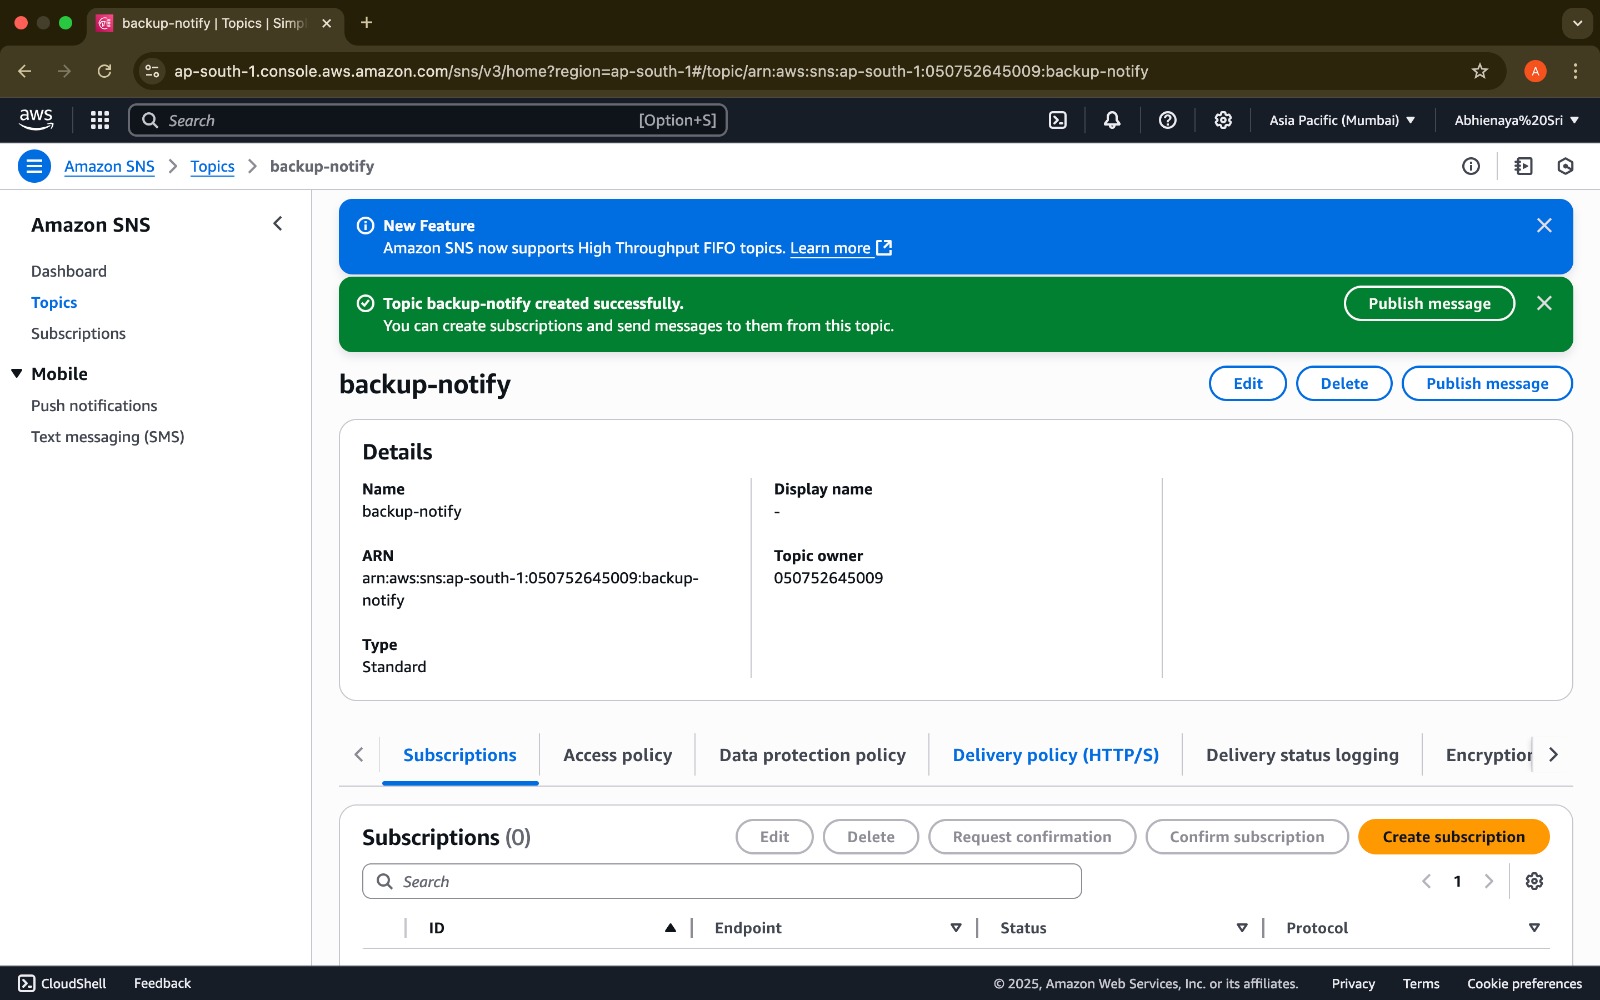 backup-notify | Topics | Simp
ap-south-1.console.aws.amazon.com/sns/v3/home?region=ap-south-1#/topic/arn:aws:sns:ap-south-1:050752645009:backup-notify
A
aws
Search
[Option+S]
Asia Pacific (Mumbai)
Abhienaya%20Sri
Amazon SNS
Topics
backup-notify
Amazon SNS
Dashboard
Topics
Subscriptions
Mobile
Push notifications
Text messaging (SMS)
New Feature
Amazon SNS now supports High Throughput FIFO topics. Learn more
Topic backup-notify created successfully.
You can create subscriptions and send messages to them from this topic.
Publish message
backup-notify
Edit
Delete
Publish message
Details
Name
backup-notify
ARN
arn:aws:sns:ap-south-1:050752645009:backup-
notify
Type
Standard
Display name
-
Topic owner
050752645009
Subscriptions
Access policy
Data protection policy
Delivery policy (HTTP/S)
Delivery status logging
Encryption
Subscriptions (0)
Edit
Delete
Request confirmation
Confirm subscription
Create subscription
Search
1
ID
Endpoint
Status
Protocol
CloudShell
Feedback
© 2025, Amazon Web Services, Inc. or its affiliates.
Privacy
Terms
Cookie preferences